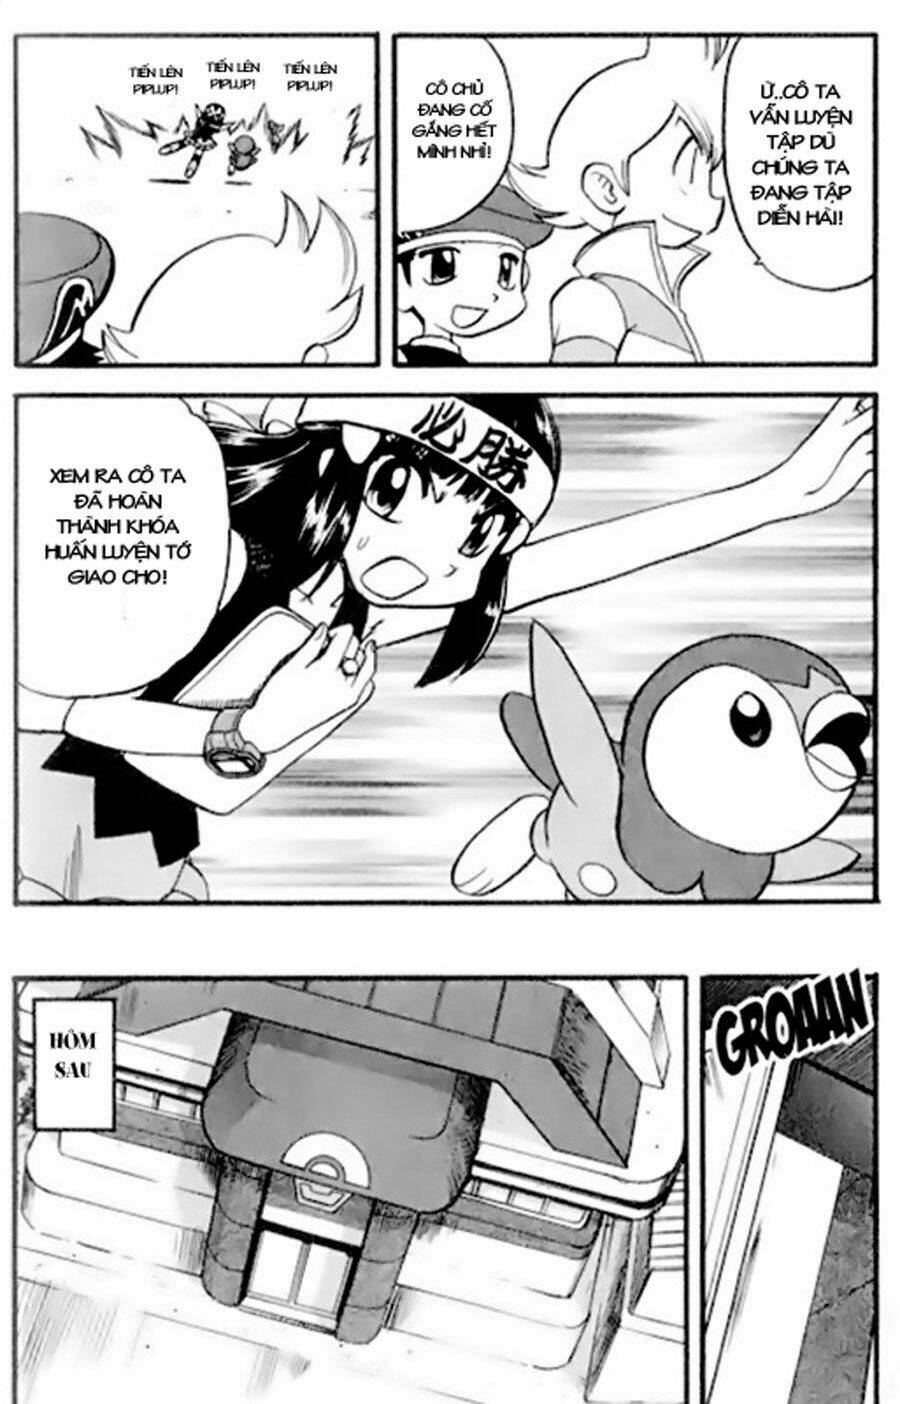 Ừ..CÔ TA
VẪN LUYỆN
TẬP DÙ
CHÚNG TA
ĐANG TẬP
DIỄN HÀI!
CÔ CHỦ
ĐANG CỐ
GẮNG HẾT
MÌNH NHỈ!
TIẾN LÊN
PIPLUP!
TIẾN LÊN
PIPLUP!
TIẾN LÊN
PIPLUP!
必勝
XEM RA CÔ TA
ĐÃ HOÀN
THÀNH KHÓA
HUẤN LUYỆN TỚ
GIAO CHO!
HÔM
SAU
GROAAN